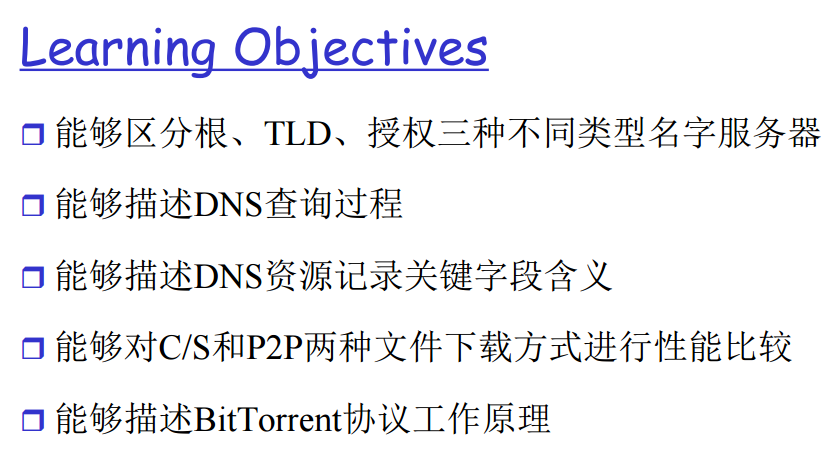 Learning Objectives
能够区分根、TLD、授权三种不同类型名字服务器
能够描述DNS查询过程
能够描述DNS资源记录关键字段含义
能够对C/S和P2P两种文件下载方式进行性能比较
能够描述BitTorrent协议工作原理